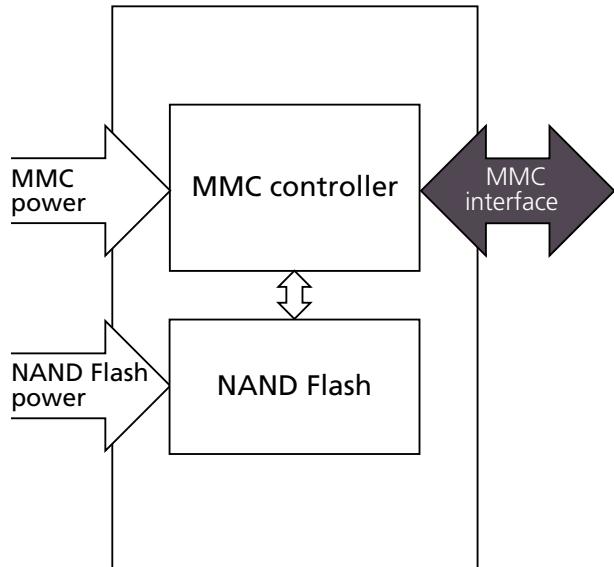 MMC
power
MMC controller
MMC
interface
NAND Flash
power
NAND Flash